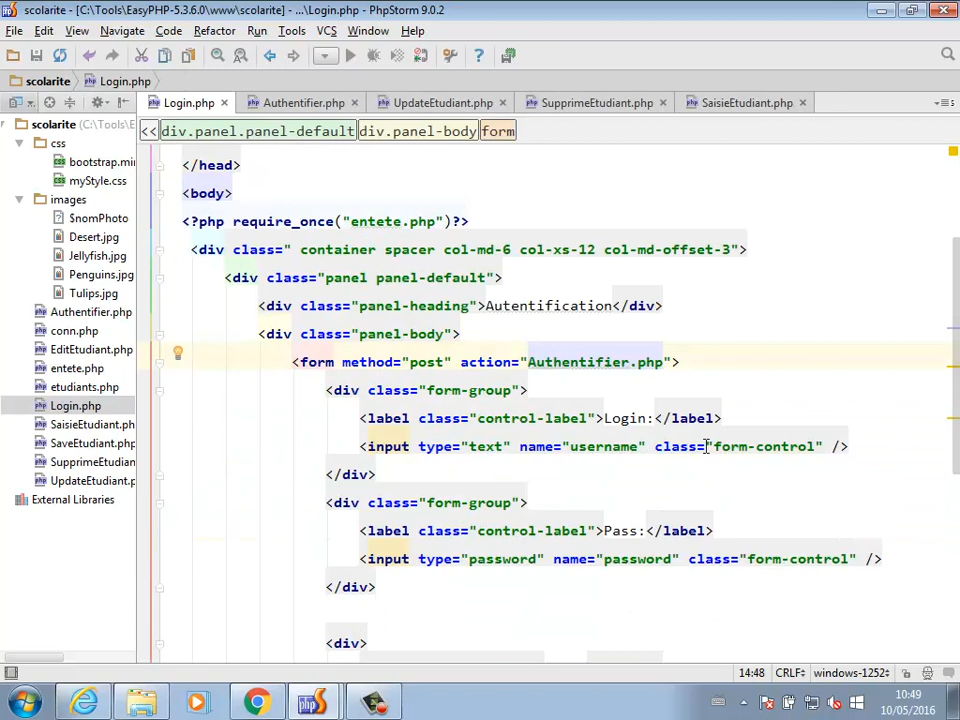 scolarite - [C:\Tools\EasyPHP-5.3.6.0\www\scolarite] - ...\Login.php - PhpStorm 9.0.2
File Edit View Navigate Code Refactor Run Tools VCS Window Help
scolarite Login.php
Login.php Authentifier.php UpdateEtudiant.php SupprimeEtudiant.php SaisieEtudiant.php
<< div.panel.panel-default div.panel-body form
scolarite (C:\Tools\E
css
bootstrap.mi
myStyle.css
images
$nomPhoto
Desert.jpg
Jellyfish.jpg
Penguins.jpg
Tulips.jpg
Authentifier.php
conn.php
EditEtudiant.php
entete.php
etudiants.php
Login.php
SaisieEtudiant.p
SaveEtudiant.ph
SupprimeEtudia
UpdateEtudiant.p
External Libraries
</head>
<body>
<?php require_once("entete.php")?>
<div class=" container spacer col-md-6 col-xs-12 col-md-offset-3">
<div class="panel panel-default">
<div class="panel-heading">Autentification</div>
<div class="panel-body">
<form method="post" action="Authentifier.php">
<div class="form-group">
<label class="control-label">Login:</label>
<input type="text" name="username" class="form-control" />
</div>
<div class="form-group">
<label class="control-label">Pass:</label>
<input type="password" name="password" class="form-control" />
</div>
<div>
14:48 CRLF windows-1252
10:49
10/05/2016